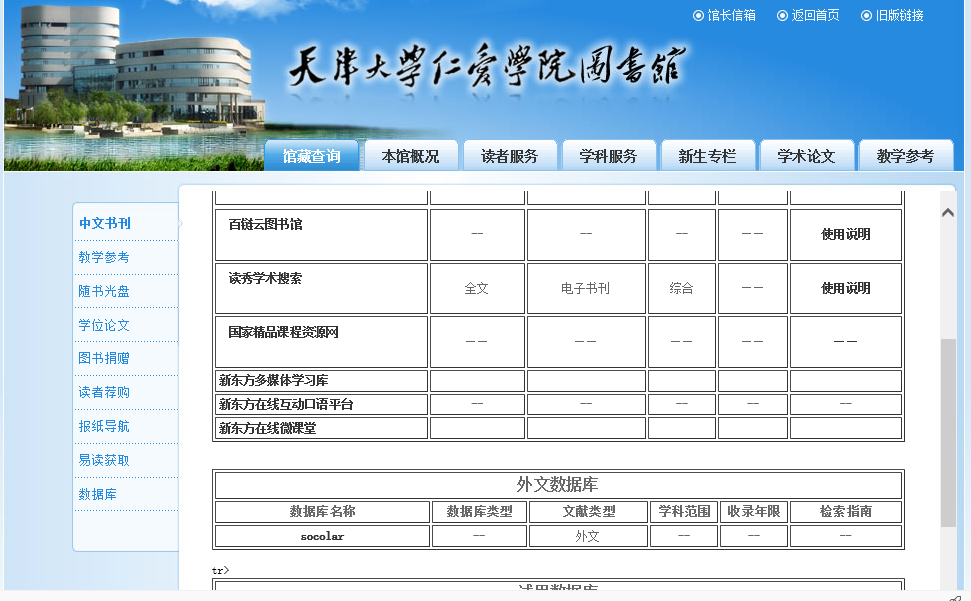 馆长信箱 返回首页 旧版链接
天津大学仁爱学院圖書館
馆藏查询 本馆概况 读者服务 学科服务 新生专栏 学术论文 教学参考
中文书刊
教学参考
随书光盘
学位论文
图书捐赠
读者荐购
报纸导航
易读获取
数据库
百链云图书馆 -- -- -- -- 使用说明
读秀学术搜索 全文 电子书刊 综合 -- 使用说明
国家精品课程资源网 -- -- -- -- --
新东方多媒体学习库
新东方在线互动口语平台 -- -- -- -- --
新东方在线微课堂
外文数据库
数据库名称 数据库类型 文献类型 学科范围 收录年限 检索指南
socolar -- 外文 -- -- --
tr>
试用数据库